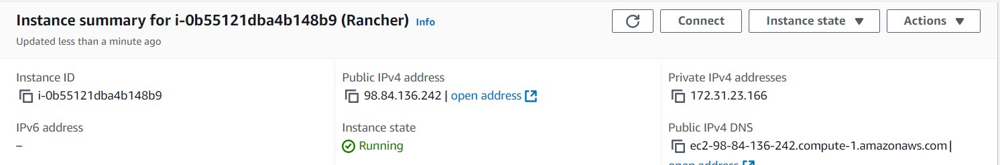 Instance summary for i-0b55121dba4b148b9 (Rancher) Info
Connect
Instance state
Actions
Updated less than a minute ago
Instance ID
i-0b55121dba4b148b9
Public IPv4 address
98.84.136.242 | open address
Private IPv4 addresses
172.31.23.166
IPv6 address
–
Instance state
Running
Public IPv4 DNS
ec2-98-84-136-242.compute-1.amazonaws.com |
open address